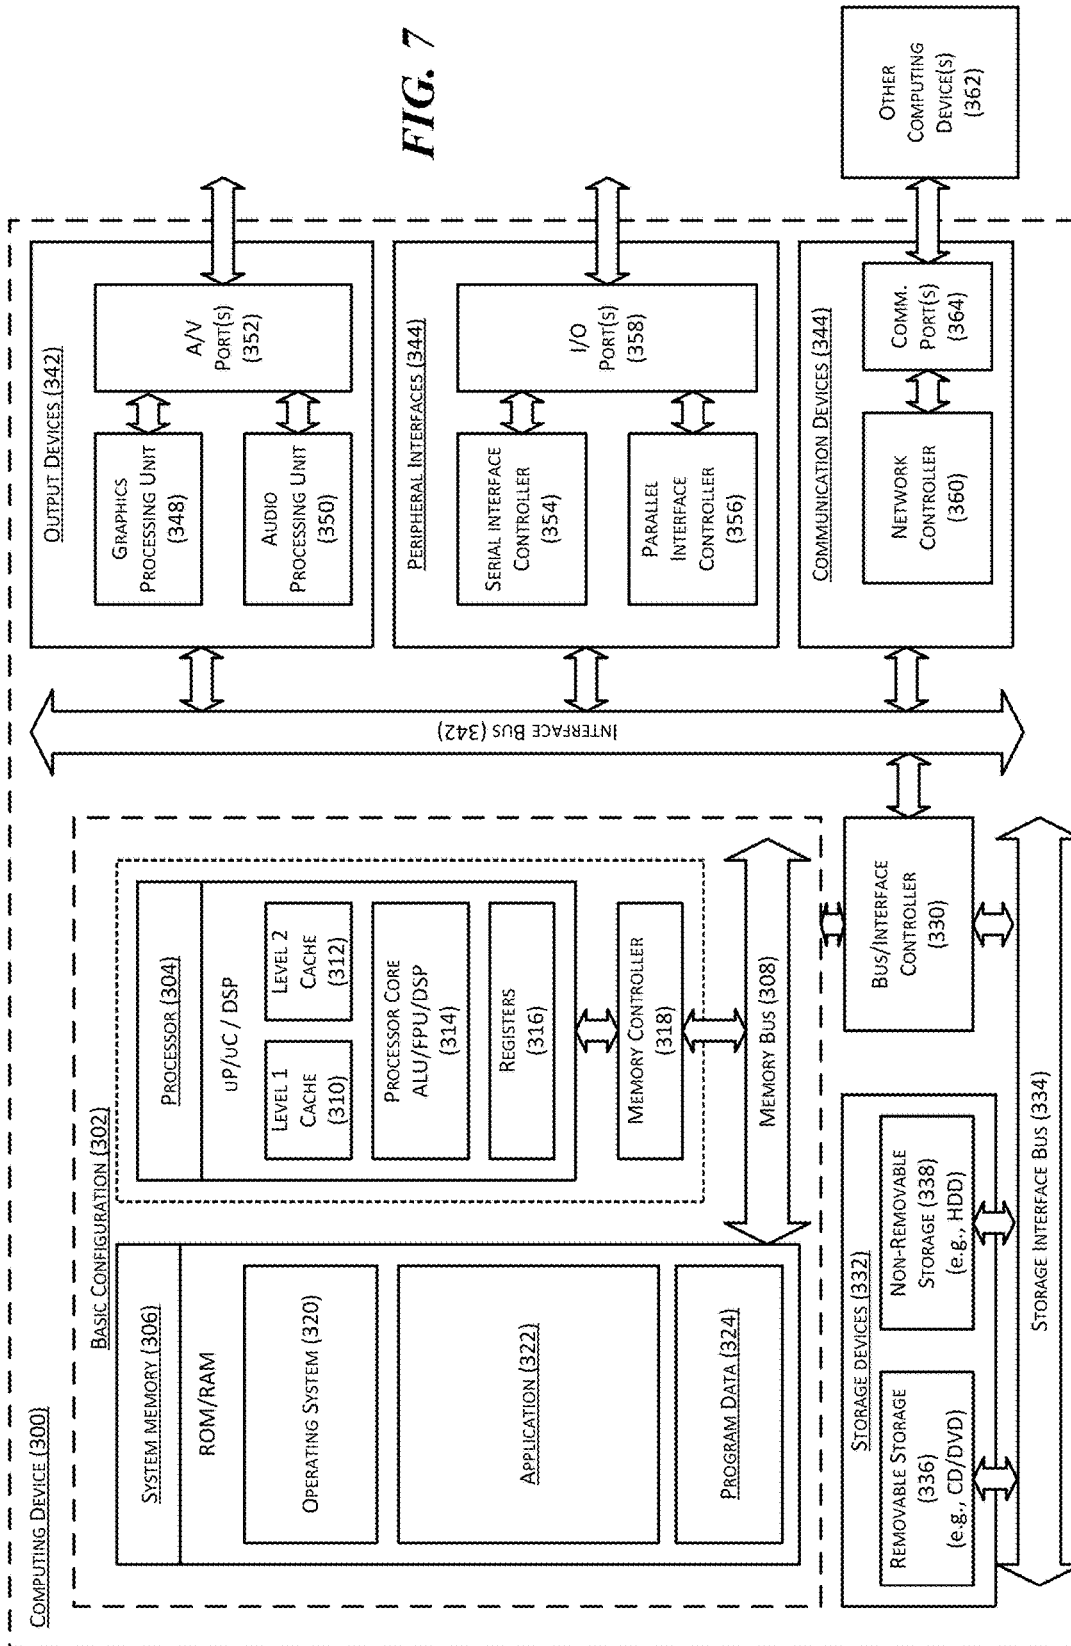 COMPUTING DEVICE (300)
BASIC CONFIGURATION (302)
SYSTEM MEMORY (306)
ROM/RAM
OPERATING SYSTEM (320)
APPLICATION (322)
PROGRAM DATA (324)
PROCESSOR (304)
uP/uC / DSP
LEVEL 1
CACHE
(310)
LEVEL 2
CACHE
(312)
PROCESSOR CORE
ALU/FPU/DSP
(314)
REGISTERS
(316)
MEMORY CONTROLLER
(318)
MEMORY BUS (308)
STORAGE DEVICES (332)
REMOVABLE STORAGE
(336)
(e.g., CD/DVD)
NON-REMOVABLE
STORAGE (338)
(e.g., HDD)
BUS/INTERFACE
CONTROLLER
(330)
STORAGE INTERFACE BUS (334)
INTERFACE BUS (342)
OUTPUT DEVICES (342)
GRAPHICS
PROCESSING UNIT
(348)
AUDIO
PROCESSING UNIT
(350)
A/V
PORT(S)
(352)
PERIPHERAL INTERFACES (344)
SERIAL INTERFACE
CONTROLLER
(354)
PARALLEL
INTERFACE
CONTROLLER
(356)
I/O
PORT(S)
(358)
COMMUNICATION DEVICES (344)
NETWORK
CONTROLLER
(360)
COMM.
PORT(S)
(364)
OTHER
COMPUTING
DEVICE(S)
(362)
FIG. 7